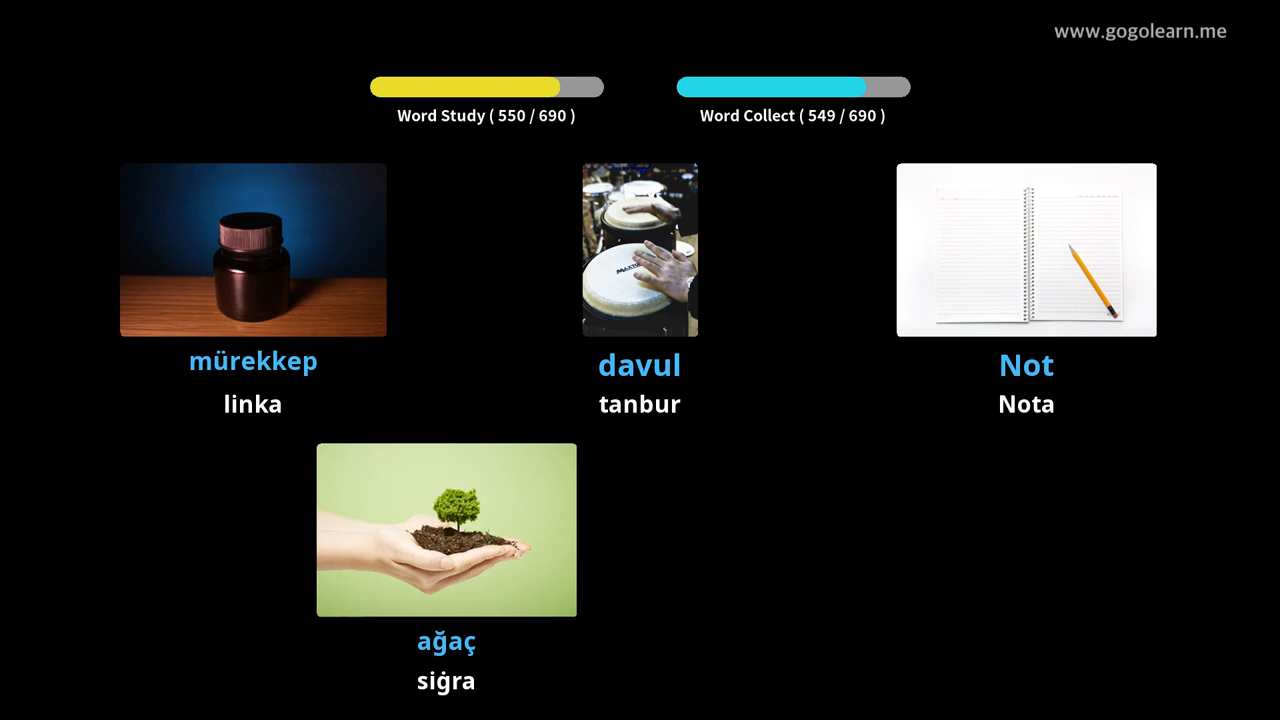 www.gogolearn.me
Word Study ( 550 / 690 )
Word Collect ( 549 / 690 )
mürekkep
linka
davul
tanbur
Not
Nota
ağaç
siġra